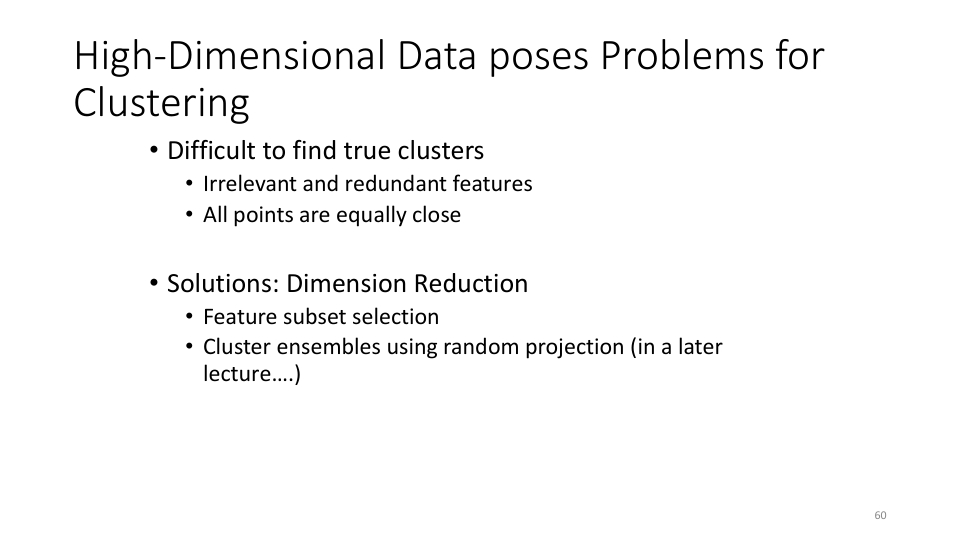 High-Dimensional Data poses Problems for
Clustering
• Difficult to find true clusters
• Irrelevant and redundant features
• All points are equally close
• Solutions: Dimension Reduction
• Feature subset selection
• Cluster ensembles using random projection (in a later
lecture….)
60